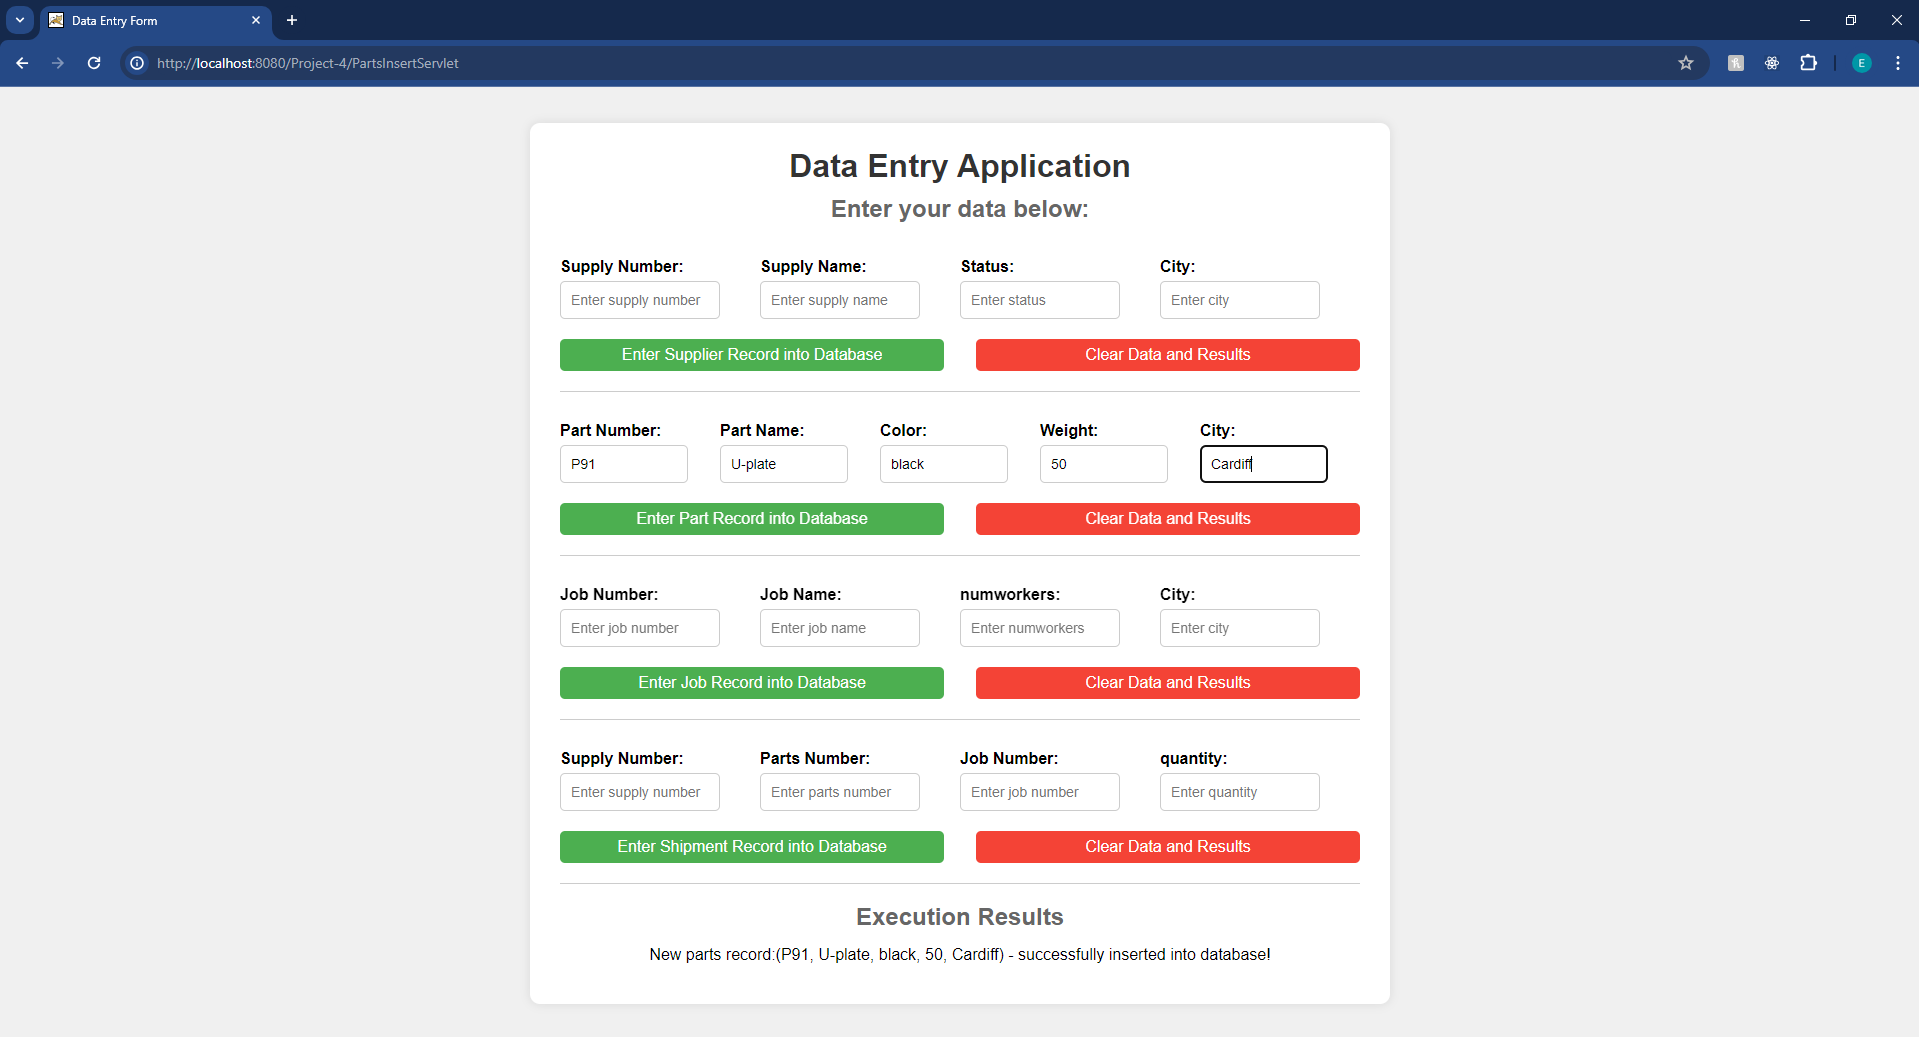 Data Entry Form
http://localhost:8080/Project-4/PartsInsertServlet
E
Data Entry Application
Enter your data below:
Supply Number: Supply Name: Status: City:
Enter supply number Enter supply name Enter status Enter city
Enter Supplier Record into Database Clear Data and Results
Part Number: Part Name: Color: Weight: City:
P91 U-plate black 50 Cardiff
Enter Part Record into Database Clear Data and Results
Job Number: Job Name: numworkers: City:
Enter job number Enter job name Enter numworkers Enter city
Enter Job Record into Database Clear Data and Results
Supply Number: Parts Number: Job Number: quantity:
Enter supply number Enter parts number Enter job number Enter quantity
Enter Shipment Record into Database Clear Data and Results
Execution Results
New parts record:(P91, U-plate, black, 50, Cardiff) - successfully inserted into database!